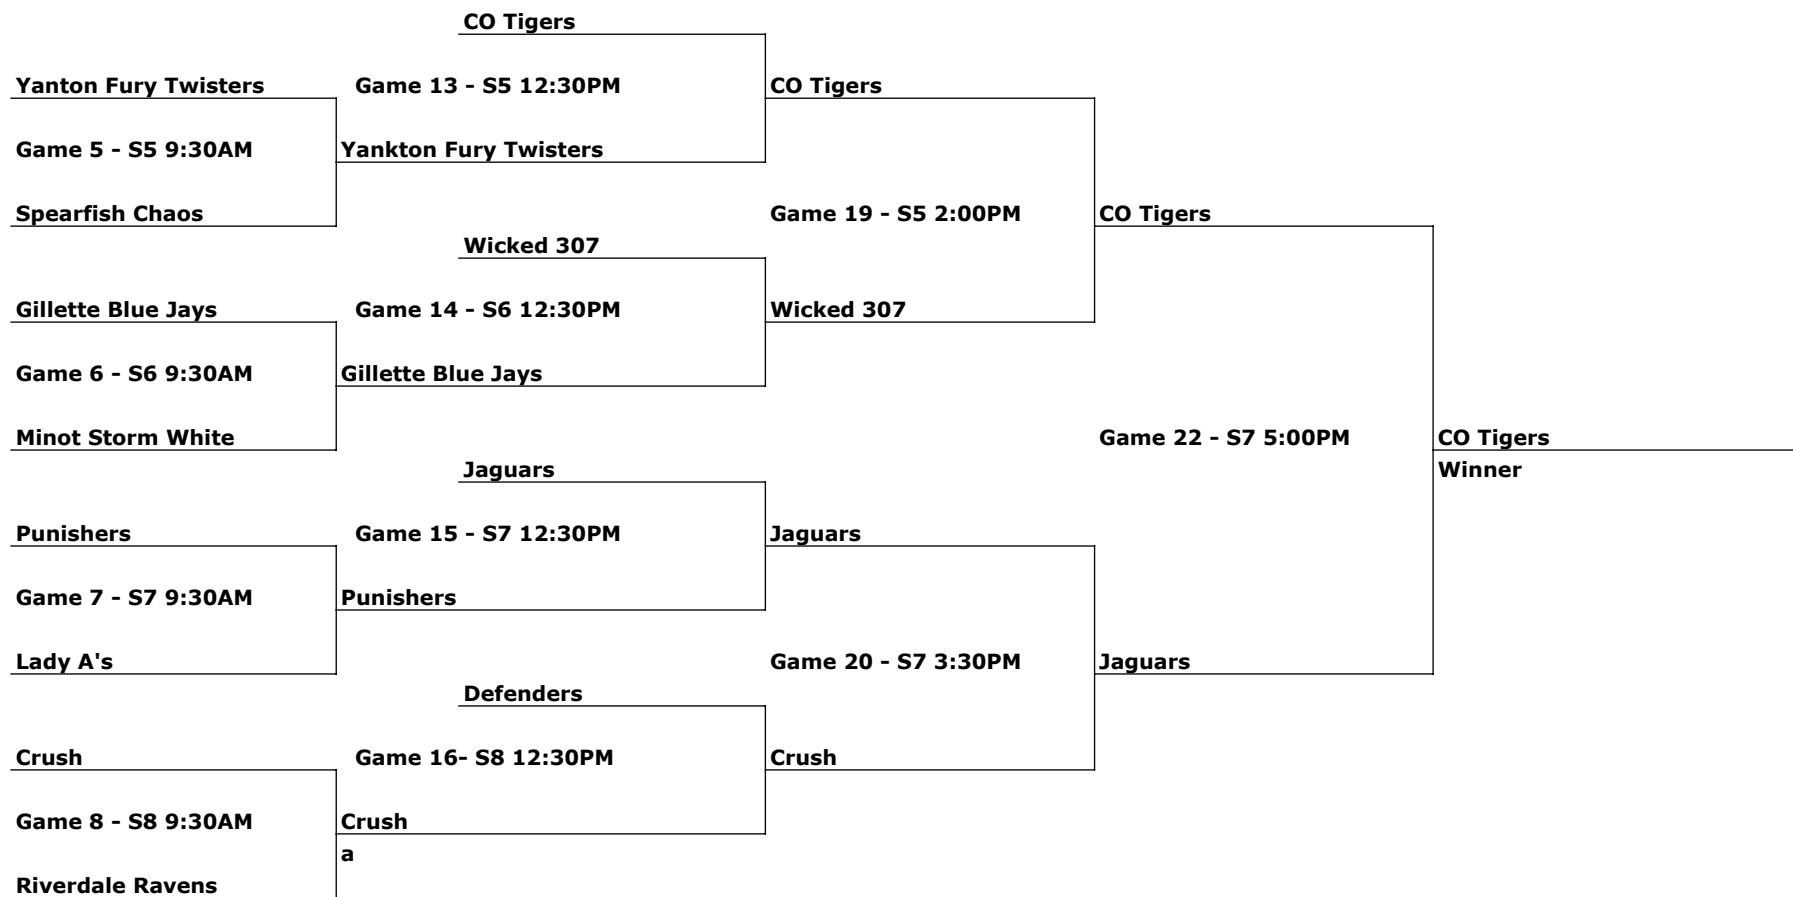 CO Tigers
Yanton Fury Twisters
Game 13 - S5 12:30PM
CO Tigers
Game 5 - S5 9:30AM
Yankton Fury Twisters
Spearfish Chaos
Game 19 - S5 2:00PM
CO Tigers
Wicked 307
Gillette Blue Jays
Game 14 - S6 12:30PM
Wicked 307
Game 6 - S6 9:30AM
Gillette Blue Jays
Minot Storm White
Game 22 - S7 5:00PM
CO Tigers
Jaguars
Winner
Punishers
Game 15 - S7 12:30PM
Jaguars
Game 7 - S7 9:30AM
Punishers
Lady A's
Game 20 - S7 3:30PM
Jaguars
Defenders
Crush
Game 16- S8 12:30PM
Crush
Game 8 - S8 9:30AM
Crush
a
Riverdale Ravens